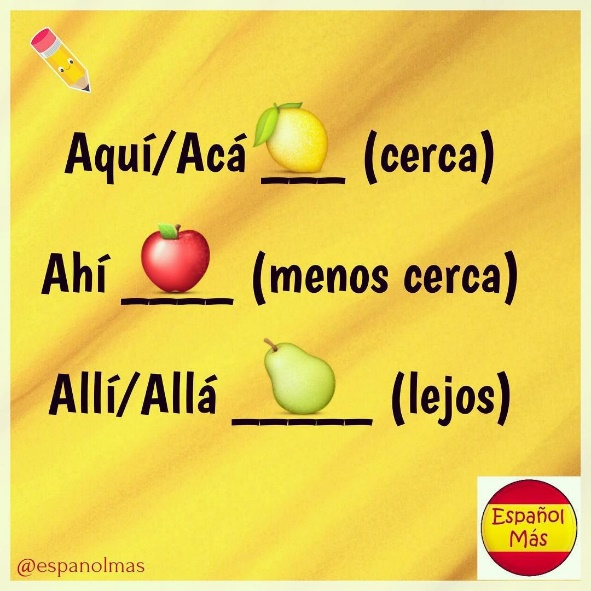 Aquí/Acá ___ (cerca)
Ahí ____ (menos cerca)
Allí/Allá _____ (lejos)
Español
Más
@espanolmas